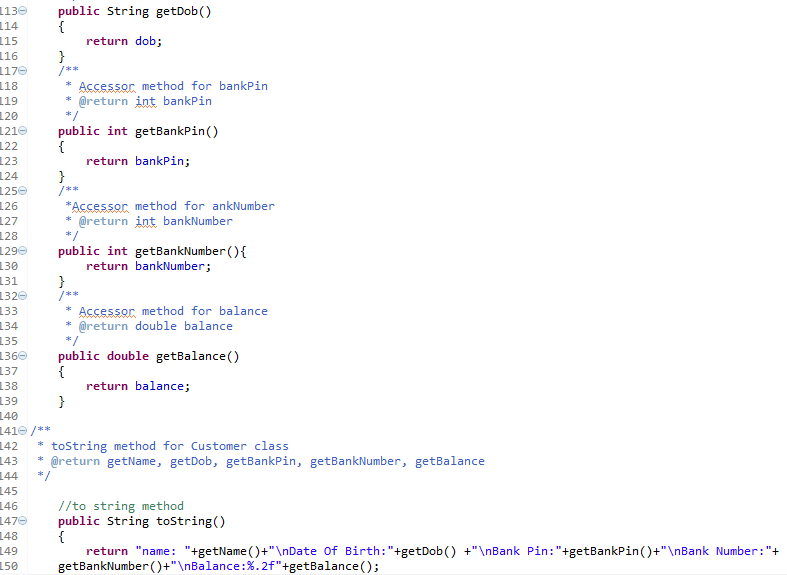 113 public String getDob()
114 {
115 return dob;
116 }
117 /**
118 * Accessor method for bankPin
119 * @return int bankPin
120 */
121 public int getBankPin()
122 {
123 return bankPin;
124 }
125 /**
126 *Accessor method for ankNumber
127 * @return int bankNumber
128 */
129 public int getBankNumber(){
130 return bankNumber;
131 }
132 /**
133 * Accessor method for balance
134 * @return double balance
135 */
136 public double getBalance()
137 {
138 return balance;
139 }
140
141 /**
142 * toString method for Customer class
143 * @return getName, getDob, getBankPin, getBankNumber, getBalance
144 */
145
146 //to string method
147 public String toString()
148 {
149 return "name: "+getName()+"\nDate Of Birth:"+getDob() +"\nBank Pin:"+getBankPin()+"\nBank Number:"+
150 getBankNumber()+"\nBalance:%.2f"+getBalance();